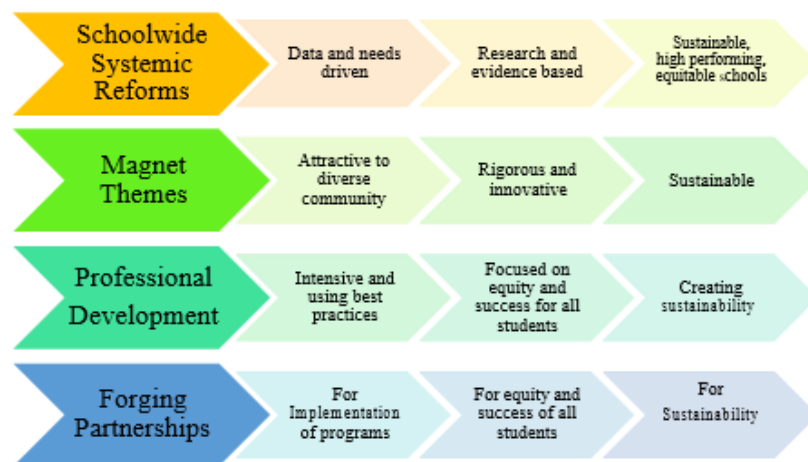 Schoolwide
Systemic
Reforms
Data and needs
driven
Research and
evidence based
Sustainable,
high performing,
equitable schools
Magnet
Themes
Attractive to
diverse
community
Rigorous and
innovative
Sustainable
Professional
Development
Intensive and
using best
practices
Focused on
equity and
success for all
students
Creating
sustainability
Forging
Partnerships
For
Implementation
of programs
For equity and
success of all
students
For
Sustainability